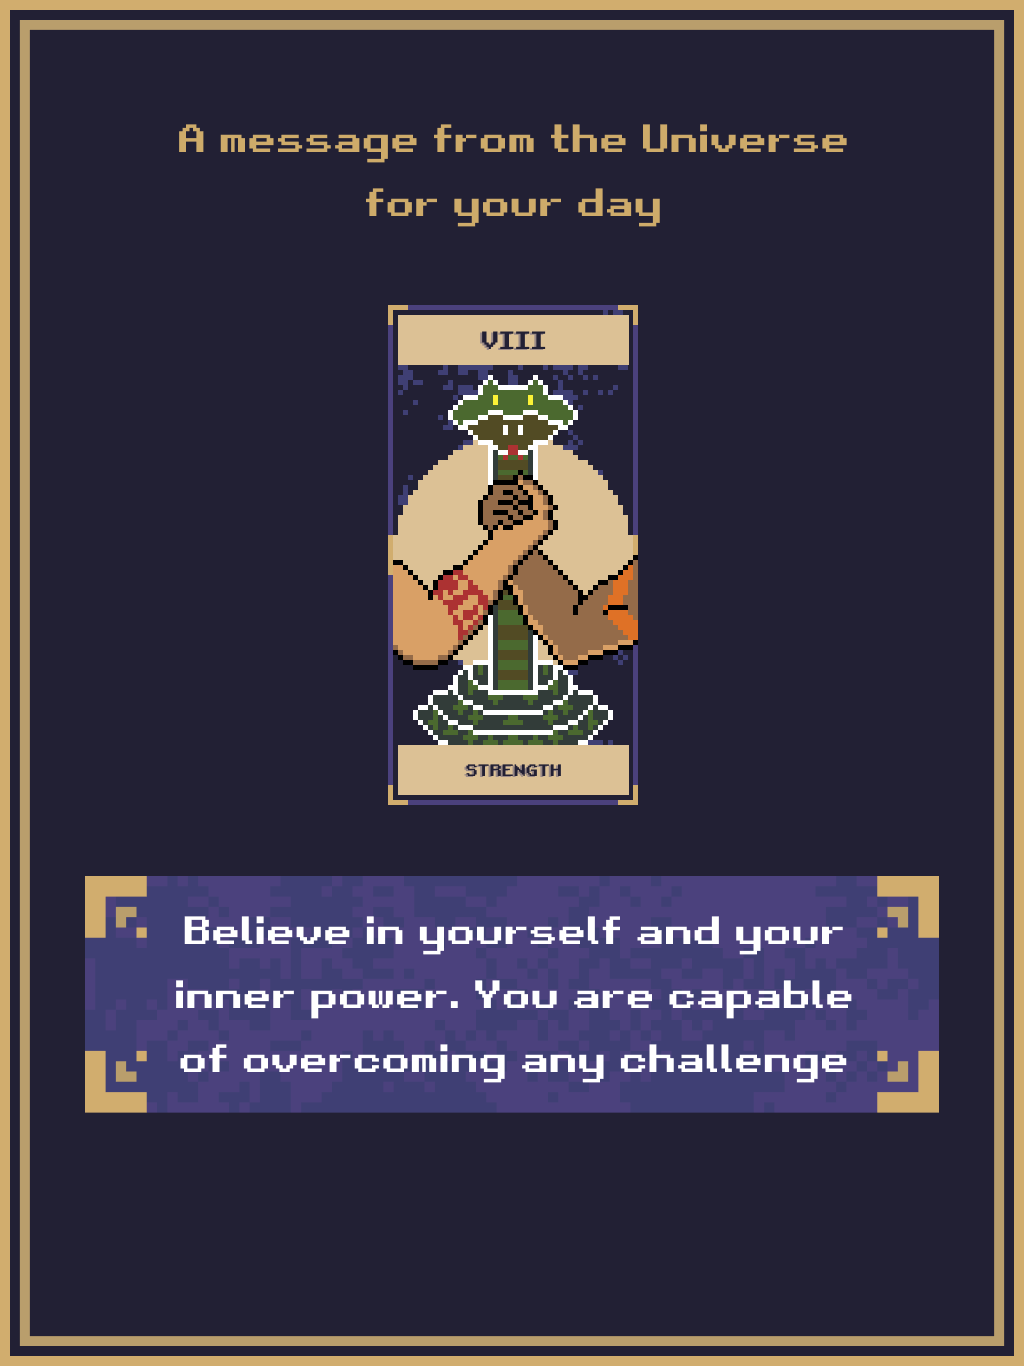 A message from the Universe
for your day
VIII
STRENGTH
Believe in yourself and your
inner power. You are capable
of overcoming any challenge